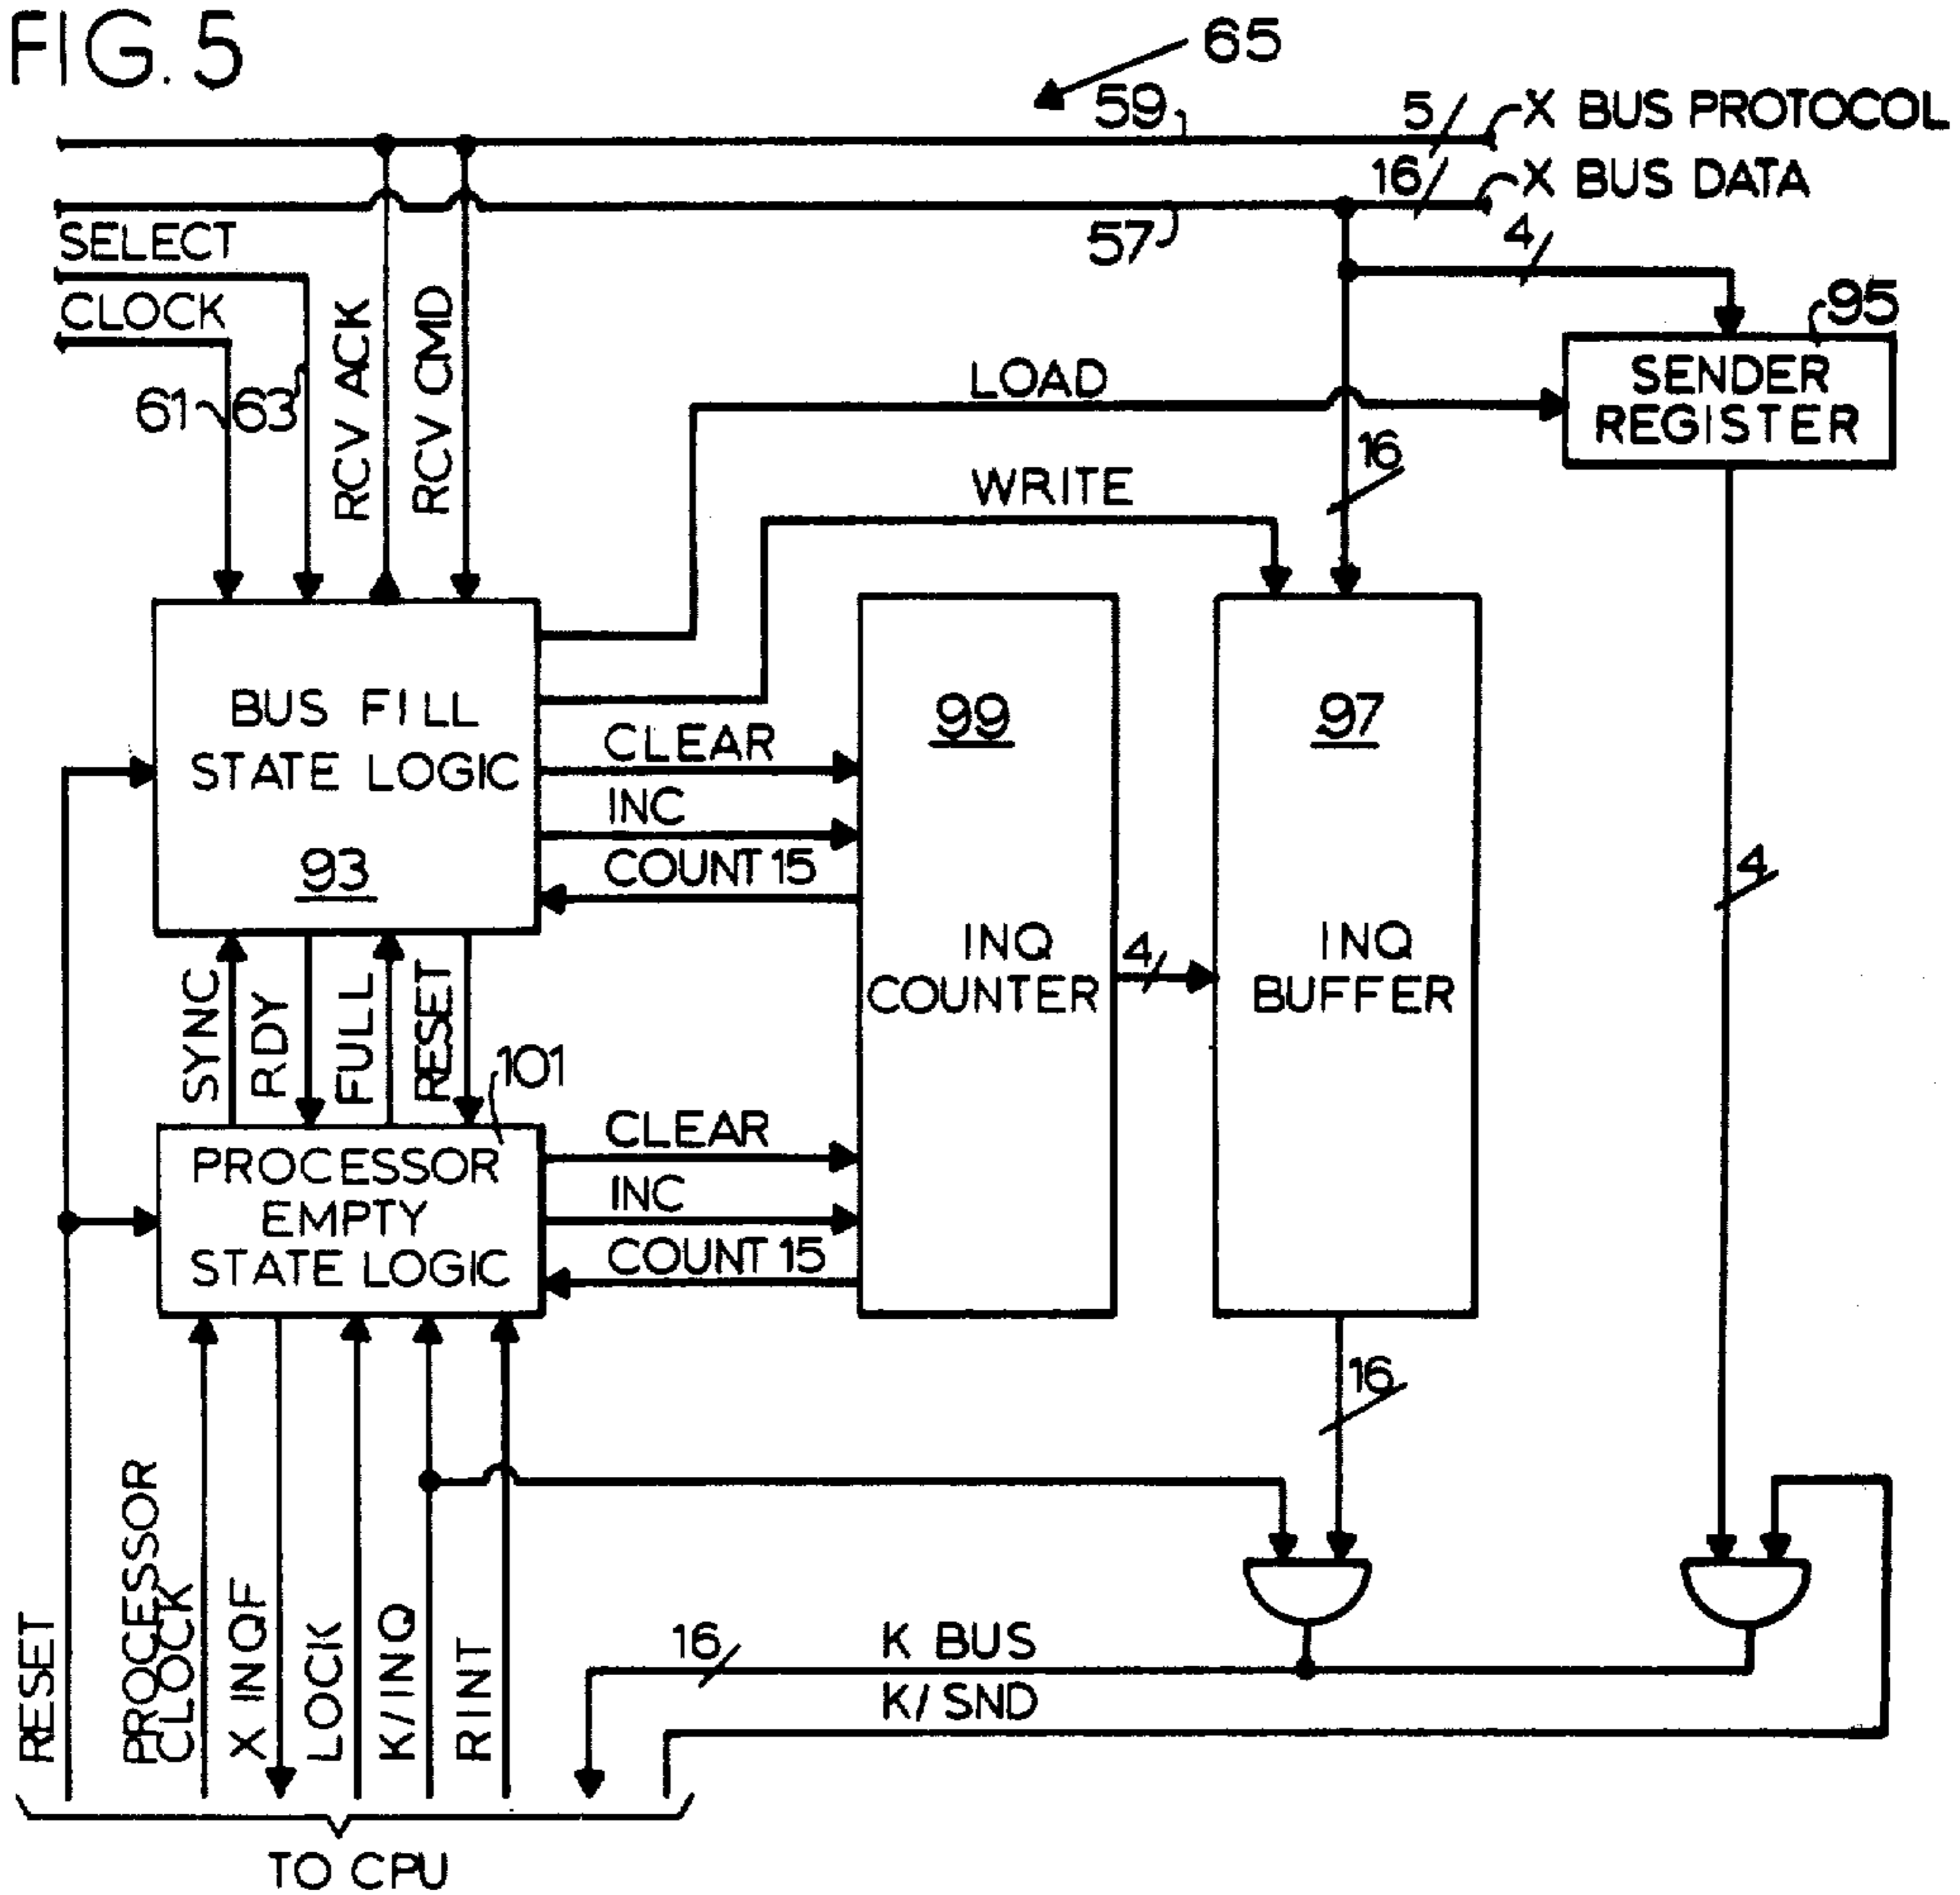 FIG. 5
65
59
5
X BUS PROTOCOL
16
X BUS DATA
SELECT
57
4
CLOCK
95
61
63
RCV ACK
RCV CMD
LOAD
SENDER
REGISTER
16
WRITE
BUS FILL
STATE LOGIC
93
99
97
CLEAR
INC
COUNT 15
INQ
COUNTER
4
INQ
BUFFER
4
SYNC
RDY
FULL
RESET
101
PROCESSOR
EMPTY
STATE LOGIC
CLEAR
INC
COUNT 15
16
RESET
PROCESSOR
CLOCK
X INQF
LOCK
K/INQ
RINT
16
K BUS
K/SND
TO CPU